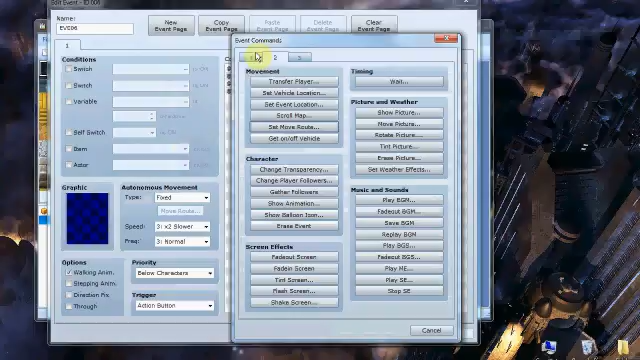 Edit Event - ID:006
Name:
EV006
New
Event Page
Copy
Event Page
Paste
Event Page
Delete
Event Page
Clear
Event Page
1
Conditions
Switch
Switch
Variable
Self Switch
Item
Actor
Graphic
Autonomous Movement
Type:
Fixed
Move Route...
Speed:
3: x2 Slower
Freq:
3: Normal
Options
Walking Anim.
Stepping Anim.
Direction Fix.
Through
Priority
Below Characters
Trigger
Action Button
Event Commands
2
3
Movement
Transfer Player...
Set Vehicle Location...
Set Event Location...
Scroll Map...
Set Move Route...
Get on/off Vehicle
Character
Change Transparency...
Change Player Followers...
Gather Followers
Show Animation...
Show Balloon Icon...
Erase Event
Screen Effects
Fadeout Screen
Fadein Screen
Tint Screen...
Flash Screen...
Shake Screen...
Timing
Wait...
Picture and Weather
Show Picture...
Move Picture...
Rotate Picture...
Tint Picture...
Erase Picture...
Set Weather Effects...
Music and Sounds
Play BGM...
Fadeout BGM...
Save BGM
Replay BGM
Play BGS...
Fadeout BGS...
Play ME...
Play SE...
Stop SE
Cancel